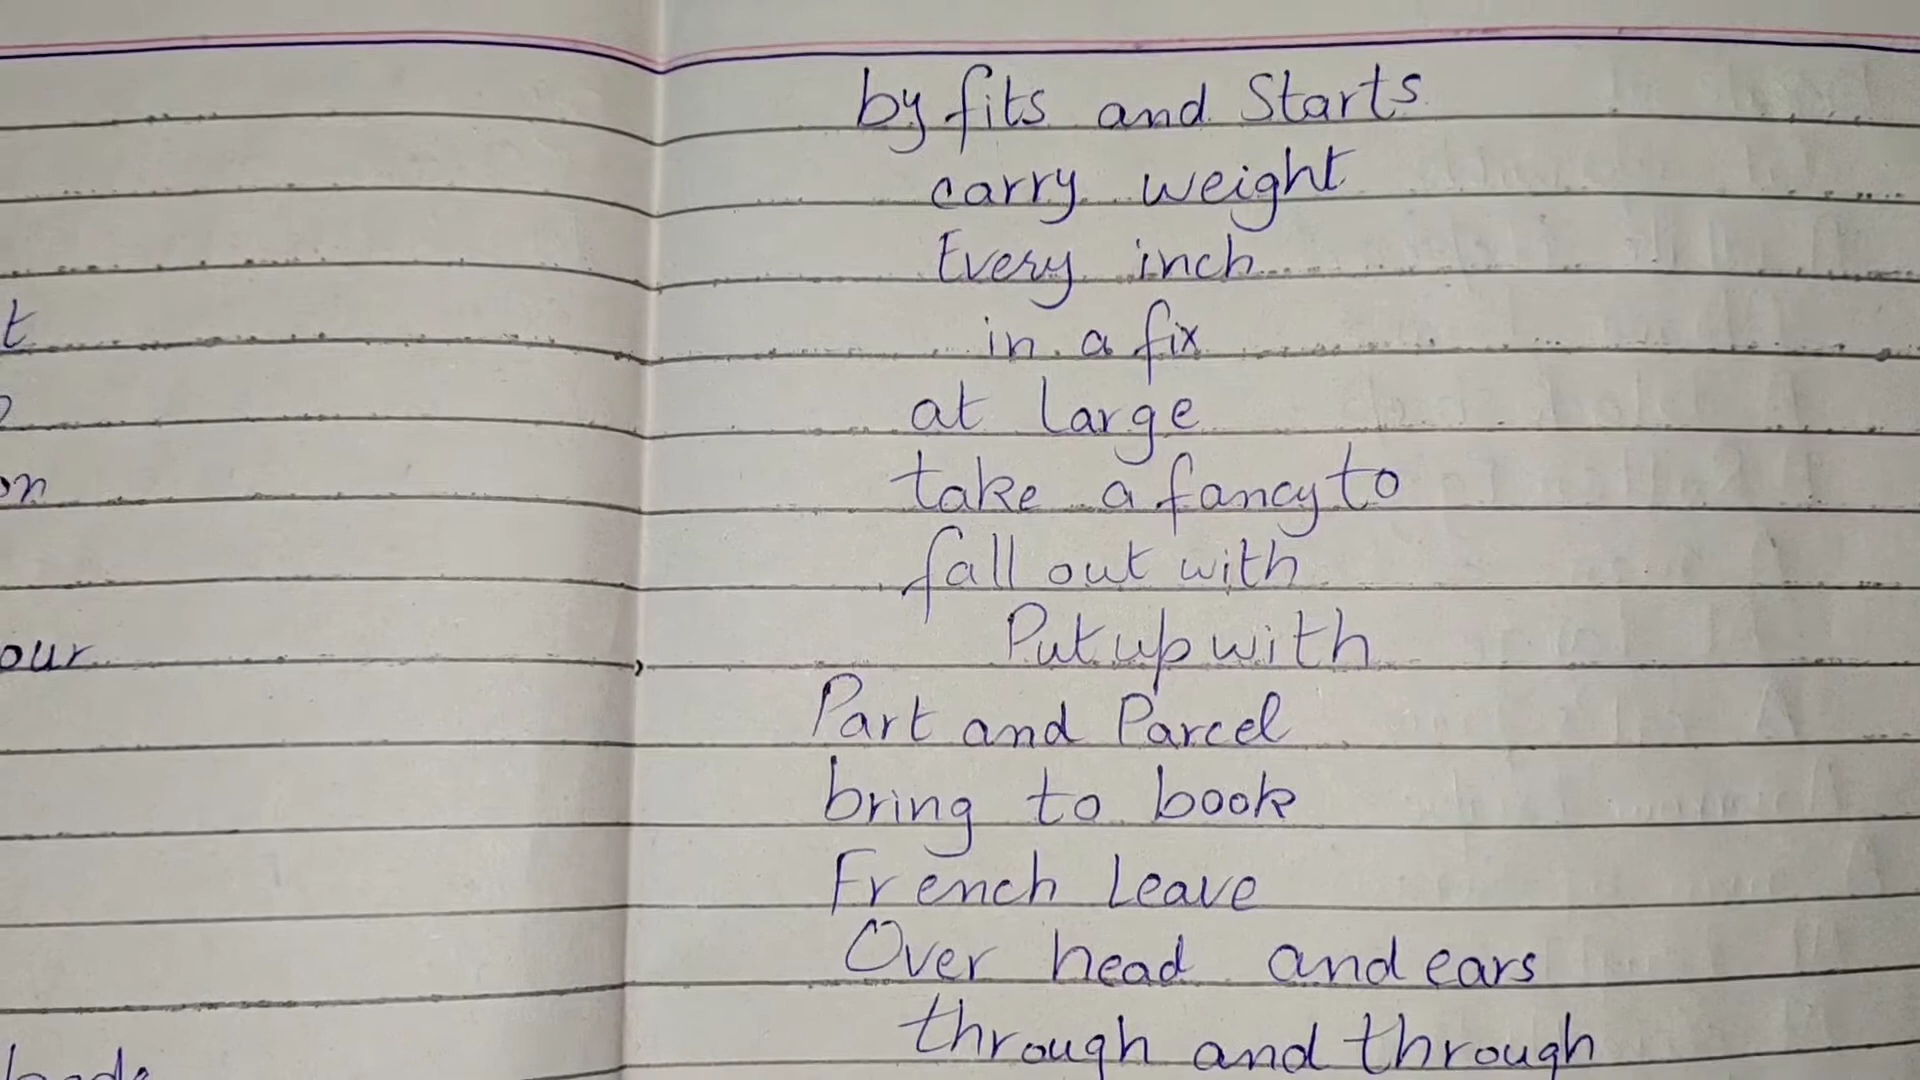 by fits and Starts
carry weight
Every inch
in a fix
at large
take a fancy to
fall out with
Put up with
Part and Parcel
bring to book
French Leave
Over head and ears
through and through
our